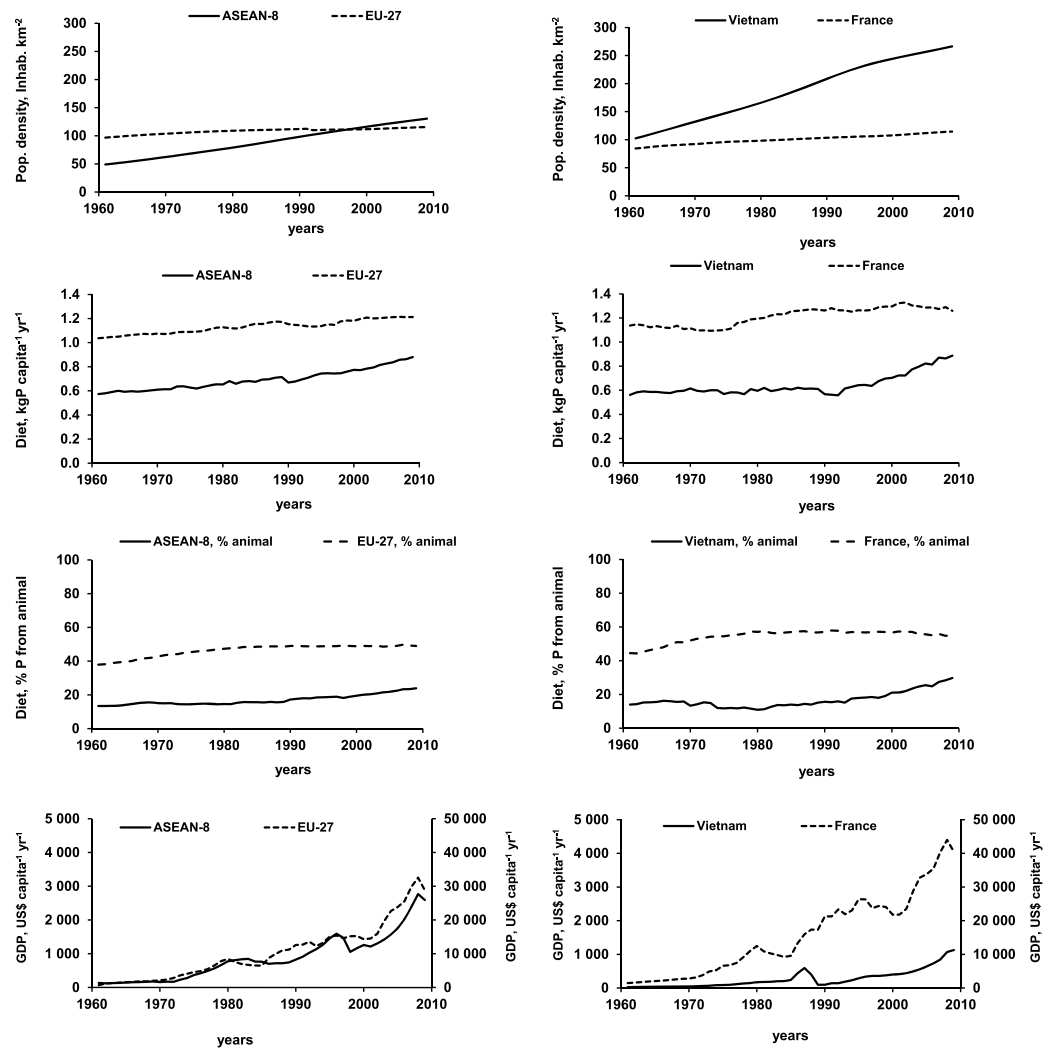 ASEAN-8 EU-27
Pop. density, Inhab. km⁻²
300
250
200
150
100
50
0
1960 1970 1980 1990 2000 2010
years
Vietnam France
Pop. density, Inhab. km⁻²
300
250
200
150
100
50
0
1960 1970 1980 1990 2000 2010
years
ASEAN-8 EU-27
Diet, kgP capita⁻¹ yr⁻¹
1.4
1.2
1.0
0.8
0.6
0.4
0.2
0.0
1960 1970 1980 1990 2000 2010
years
Vietnam France
Diet, kgP capita⁻¹ yr⁻¹
1.4
1.2
1.0
0.8
0.6
0.4
0.2
0.0
1960 1970 1980 1990 2000 2010
years
ASEAN-8, % animal EU-27, % animal
Diet, % P from animal
100
80
60
40
20
0
1960 1970 1980 1990 2000 2010
years
Vietnam, % animal France, % animal
Diet, % P from animal
100
80
60
40
20
0
1960 1970 1980 1990 2000 2010
years
ASEAN-8 EU-27
GDP, US$ capita⁻¹ yr⁻¹
5 000
4 000
3 000
2 000
1 000
0
50 000
40 000
30 000
20 000
10 000
0
GDP, US$ capita⁻¹ yr⁻¹
1960 1970 1980 1990 2000 2010
years
Vietnam France
GDP, US$ capita⁻¹ yr⁻¹
5 000
4 000
3 000
2 000
1 000
0
50 000
40 000
30 000
20 000
10 000
0
GDP, US$ capita⁻¹ yr⁻¹
1960 1970 1980 1990 2000 2010
years